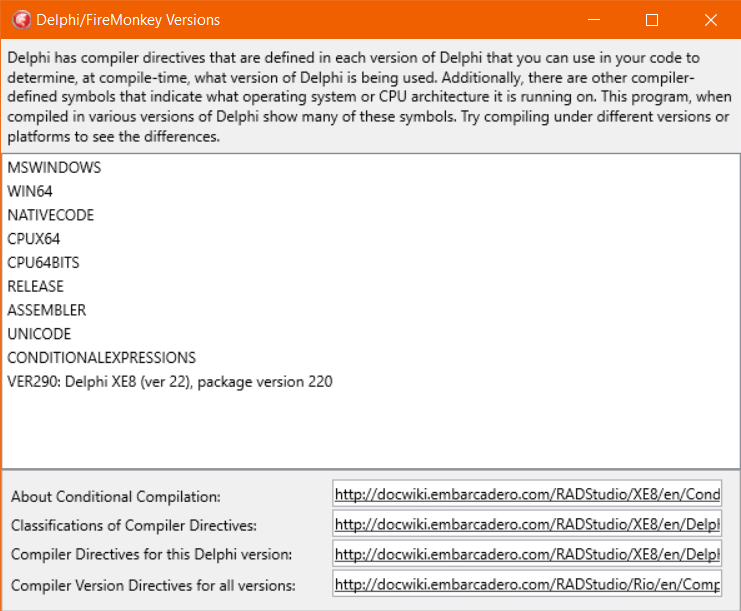 Delphi/FireMonkey Versions
Delphi has compiler directives that are defined in each version of Delphi that you can use in your code to
determine, at compile-time, what version of Delphi is being used. Additionally, there are other compiler-
defined symbols that indicate what operating system or CPU architecture it is running on. This program, when
compiled in various versions of Delphi show many of these symbols. Try compiling under different versions or
platforms to see the differences.
MSWINDOWS
WIN64
NATIVECODE
CPUX64
CPU64BITS
RELEASE
ASSEMBLER
UNICODE
CONDITIONALEXPRESSIONS
VER290: Delphi XE8 (ver 22), package version 220
About Conditional Compilation: http://docwiki.embarcadero.com/RADStudio/XE8/en/Cond
Classifications of Compiler Directives: http://docwiki.embarcadero.com/RADStudio/XE8/en/Delph
Compiler Directives for this Delphi version: http://docwiki.embarcadero.com/RADStudio/XE8/en/Delph
Compiler Version Directives for all versions: http://docwiki.embarcadero.com/RADStudio/Rio/en/Comp